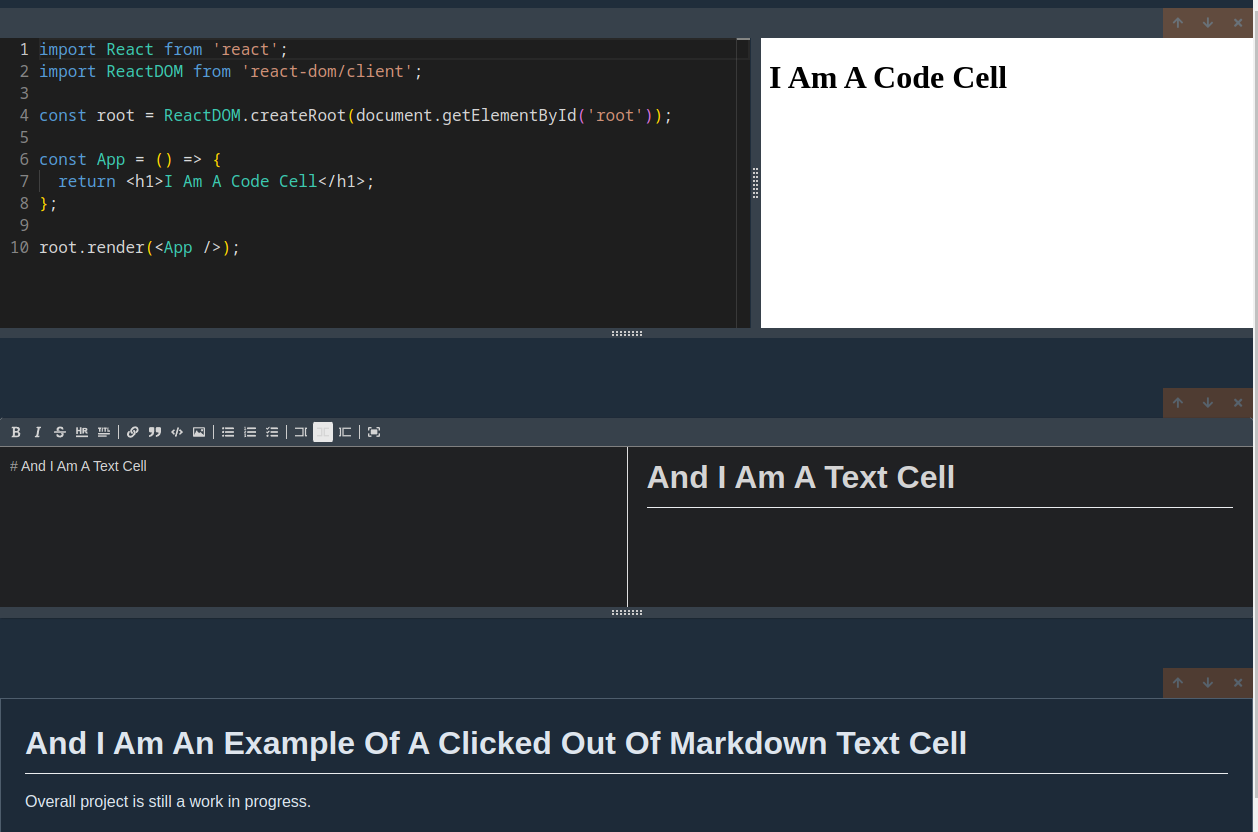 1 import React from 'react';
2 import ReactDOM from 'react-dom/client';
3
4 const root = ReactDOM.createRoot(document.getElementById('root'));
5
6 const App = () => {
7   return <h1>I Am A Code Cell</h1>;
8 };
9
10 root.render(<App />);
I Am A Code Cell
B I S HR TITL
# And I Am A Text Cell
And I Am A Text Cell
And I Am An Example Of A Clicked Out Of Markdown Text Cell
Overall project is still a work in progress.